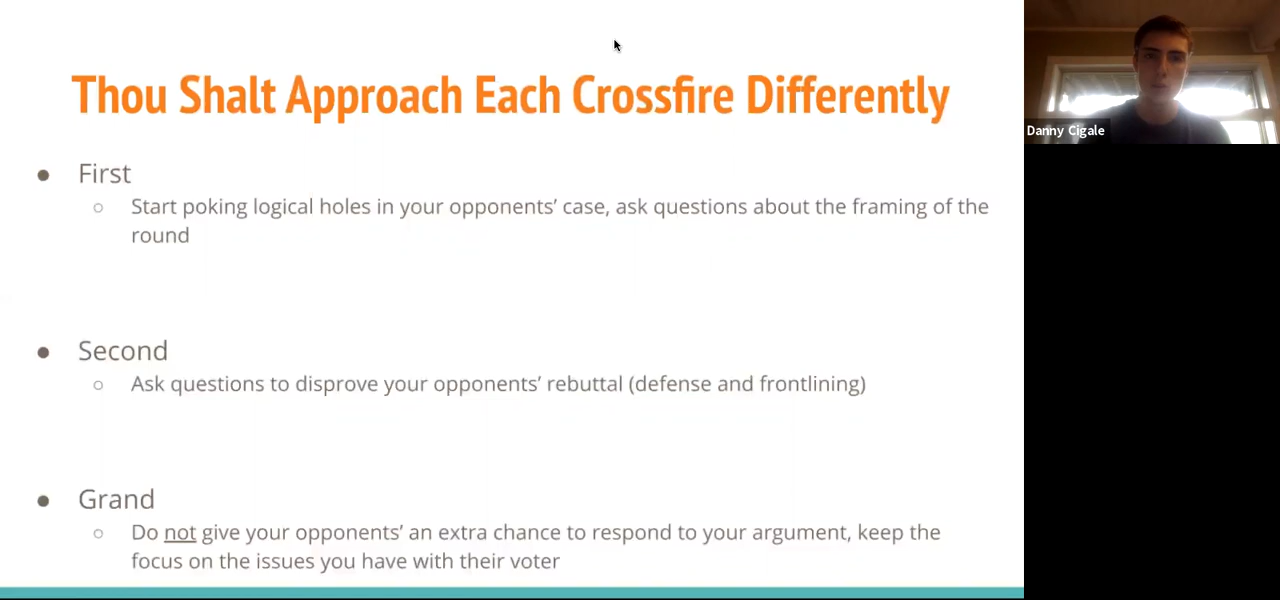 Thou Shalt Approach Each Crossfire Differently
Danny Cigale
● First
○ Start poking logical holes in your opponents’ case, ask questions about the framing of the
round
● Second
○ Ask questions to disprove your opponents’ rebuttal (defense and frontlining)
● Grand
○ Do not give your opponents’ an extra chance to respond to your argument, keep the
focus on the issues you have with their voter